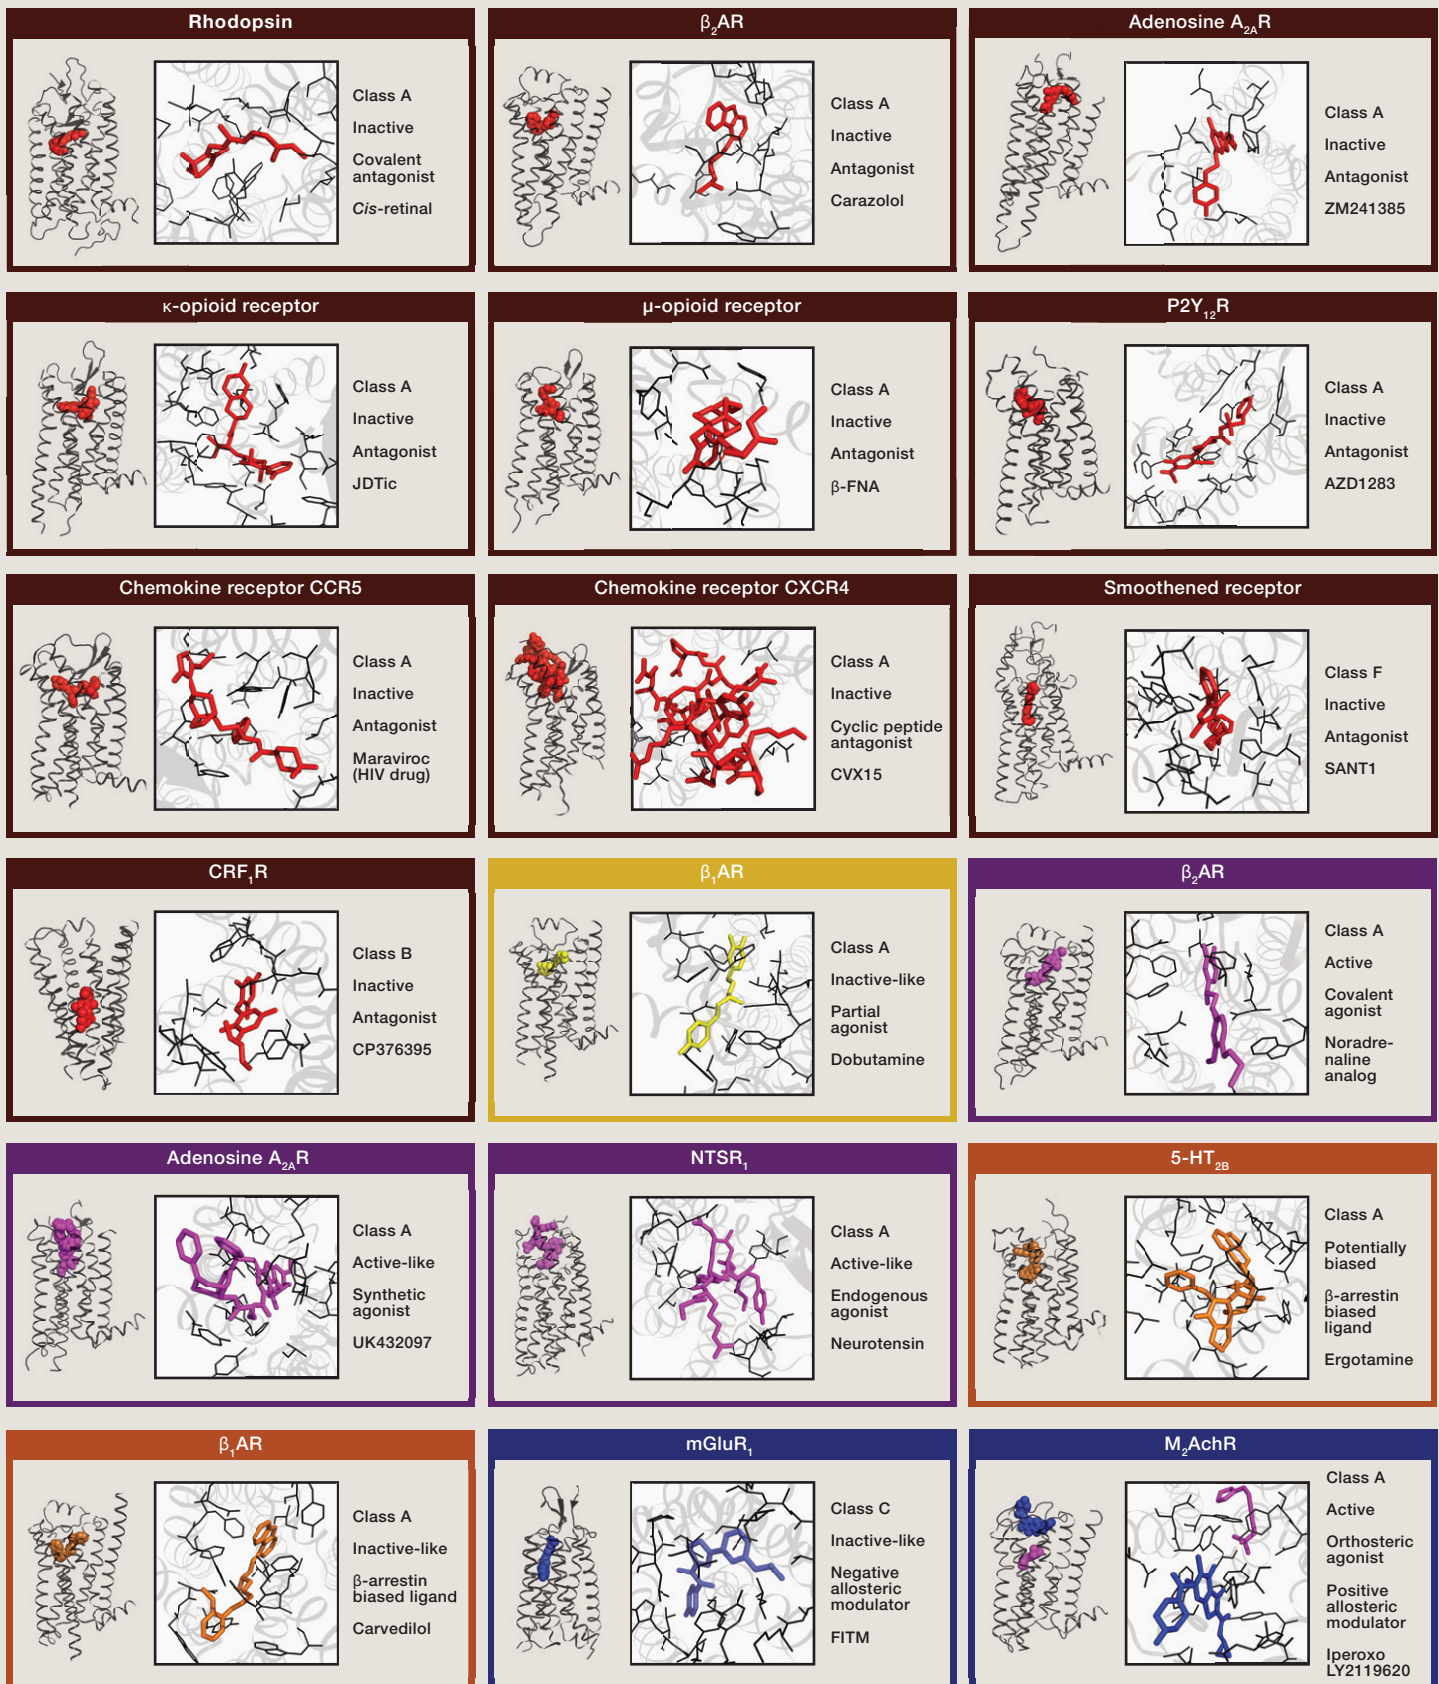 Rhodopsin
Class A
Inactive
Covalent
antagonist
Cis-retinal
β₂AR
Class A
Inactive
Antagonist
Carazolol
Adenosine A₂ₐR
Class A
Inactive
Antagonist
ZM241385
κ-opioid receptor
Class A
Inactive
Antagonist
JDTic
μ-opioid receptor
Class A
Inactive
Antagonist
β-FNA
P2Y₁₂R
Class A
Inactive
Antagonist
AZD1283
Chemokine receptor CCR5
Class A
Inactive
Antagonist
Maraviroc
(HIV drug)
Chemokine receptor CXCR4
Class A
Inactive
Cyclic peptide
antagonist
CVX15
Smoothened receptor
Class F
Inactive
Antagonist
SANT1
CRF₁R
Class B
Inactive
Antagonist
CP376395
β₁AR
Class A
Inactive-like
Partial
agonist
Dobutamine
β₂AR
Class A
Active
Covalent
agonist
Noradre-
naline
analog
Adenosine A₂ₐR
Class A
Active-like
Synthetic
agonist
UK432097
NTSR₁
Class A
Active-like
Endogenous
agonist
Neurotensin
5-HT₂B
Class A
Potentially
biased
β-arrestin
biased
ligand
Ergotamine
β₁AR
Class A
Inactive-like
β-arrestin
biased ligand
Carvedilol
mGluR₁
Class C
Inactive-like
Negative
allosteric
modulator
FITM
M₂AchR
Class A
Active
Orthosteric
agonist
Positive
allosteric
modulator
Iperoxo
LY2119620